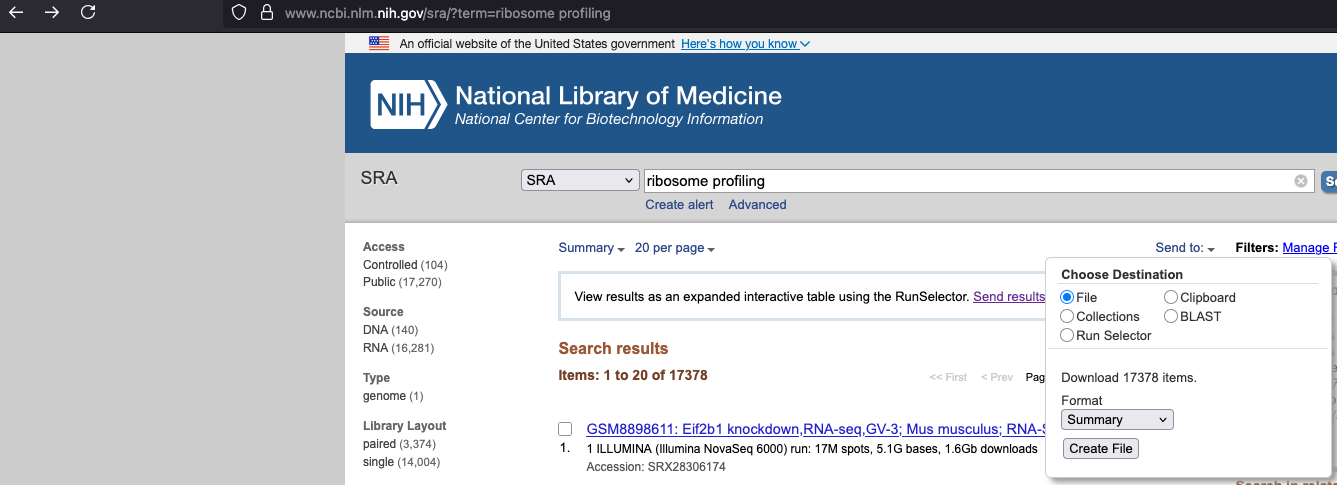 www.ncbi.nlm.nih.gov/sra/?term=ribosome profiling
An official website of the United States government Here's how you know
NIH National Library of Medicine
National Center for Biotechnology Information
SRA
SRA
ribosome profiling
Create alert Advanced
Access
Controlled (104)
Public (17,270)
Source
DNA (140)
RNA (16,281)
Type
genome (1)
Library Layout
paired (3,374)
single (14,004)
Summary 20 per page Send to: Filters: Manage
View results as an expanded interactive table using the RunSelector. Send results
Search results
Items: 1 to 20 of 17378
<< First < Prev Pag
GSM8898611: Eif2b1 knockdown,RNA-seq,GV-3; Mus musculus; RNA-S
1. 1 ILLUMINA (Illumina NovaSeq 6000) run: 17M spots, 5.1G bases, 1.6Gb downloads
Accession: SRX28306174
Choose Destination
File Clipboard
Collections BLAST
Run Selector
Download 17378 items.
Format
Summary
Create File